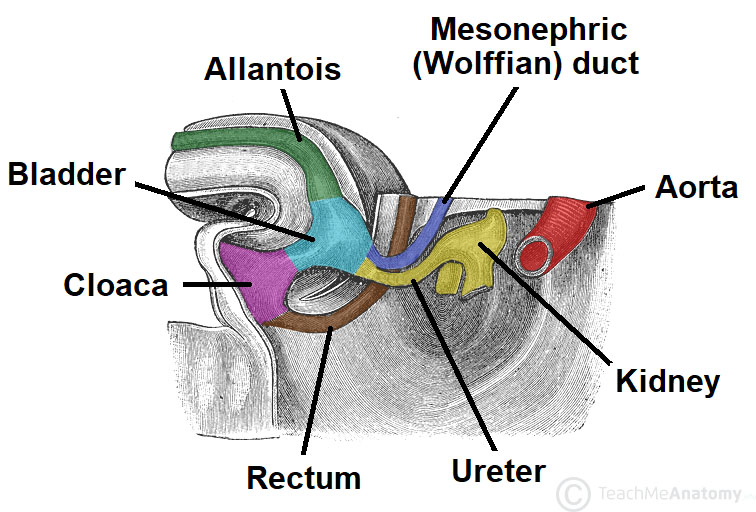 Mesonephric
(Wolffian) duct
Allantois
Bladder
Aorta
Cloaca
Kidney
Rectum
Ureter
© TeachMeAnatomy